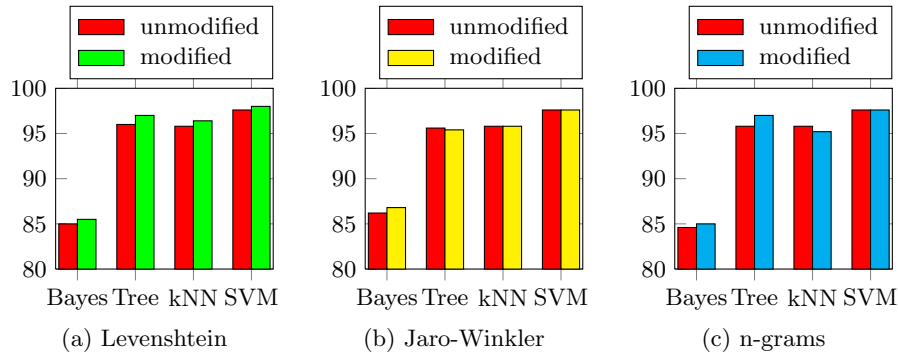 unmodified
modified
100
95
90
85
80
Bayes Tree kNN SVM
(a) Levenshtein
unmodified
modified
100
95
90
85
80
Bayes Tree kNN SVM
(b) Jaro-Winkler
unmodified
modified
100
95
90
85
80
Bayes Tree kNN SVM
(c) n-grams